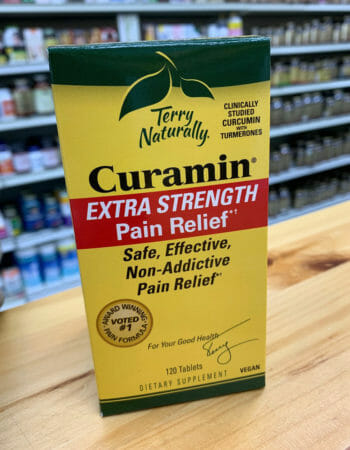 Terry
Naturally®
CLINICALLY
STUDIED
CURCUMIN
WITH
TURMERONES
Curamin®
EXTRA STRENGTH
Pain Relief*†
Safe, Effective,
Non-Addictive
Pain Relief*†
AWARD WINNING
VOTED
#1
PAIN FORMULA
For Your Good Health
Terry
120 Tablets
VEGAN
DIETARY SUPPLEMENT